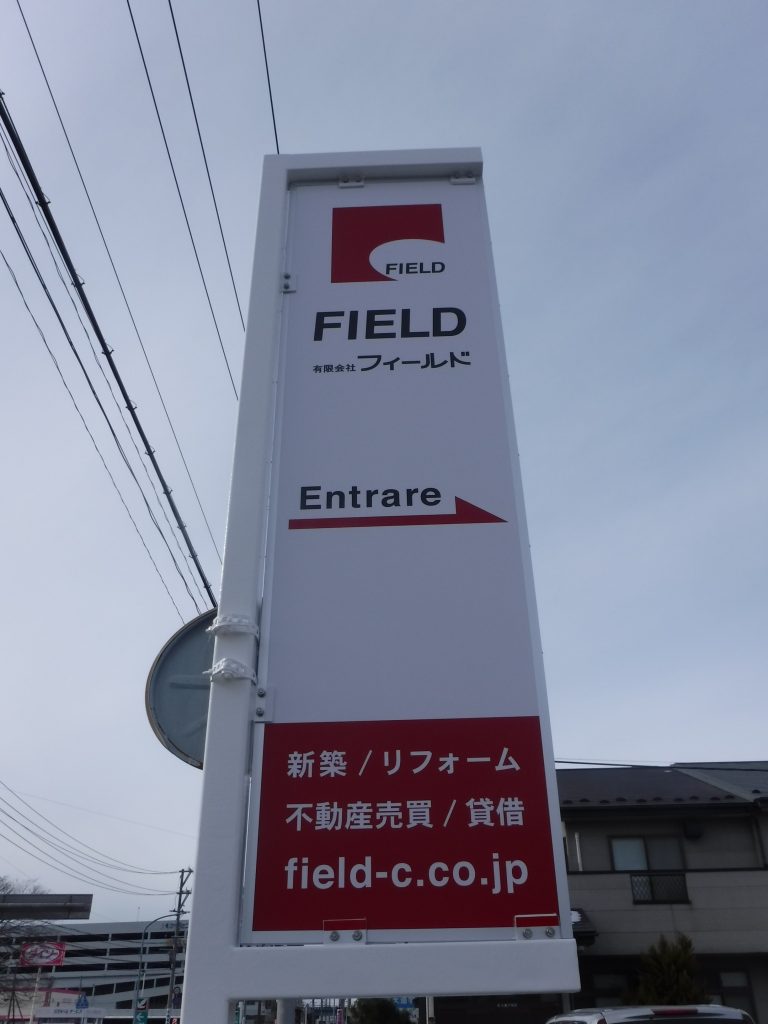 FIELD
FIELD
有限会社フィールド
Entrare
新築 / リフォーム
不動産売買 / 貸借
field-c.co.jp